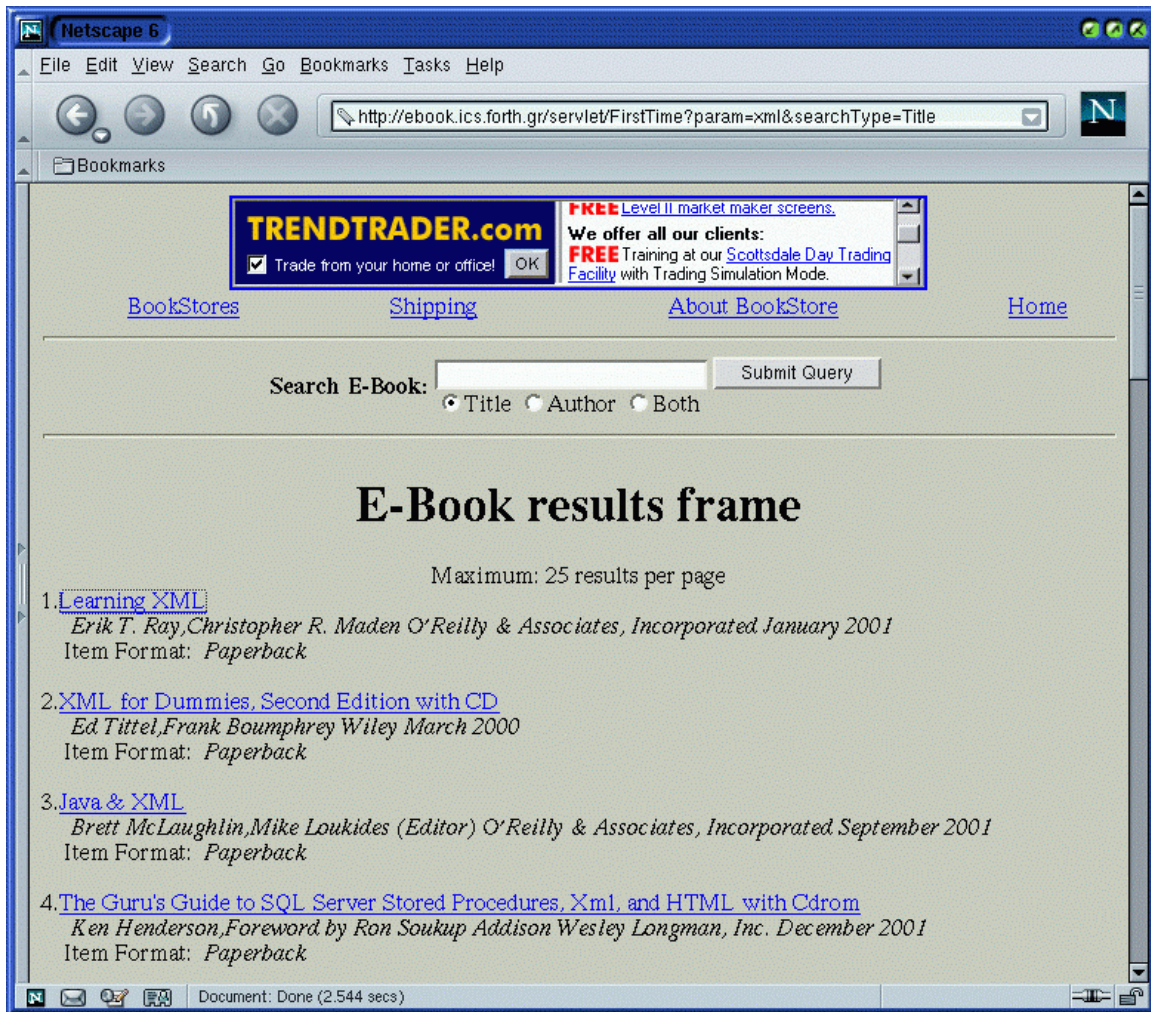 Netscape 6
File Edit View Search Go Bookmarks Tasks Help
http://ebook.ics.forth.gr/servlet/FirstTime?param=xml&searchType=Title
N
Bookmarks
TRENDTRADER.com
Trade from your home or office! OK
FREE Level II market maker screens.
We offer all our clients:
FREE Training at our Scottsdale Day Trading
Facility with Trading Simulation Mode.
BookStores Shipping About BookStore Home
Search E-Book: Submit Query
Title Author Both
E-Book results frame
Maximum: 25 results per page
1.Learning XML
Erik T. Ray,Christopher R. Maden O'Reilly & Associates, Incorporated January 2001
Item Format: Paperback
2.XML for Dummies, Second Edition with CD
Ed Tittel,Frank Boumphrey Wiley March 2000
Item Format: Paperback
3.Java & XML
Brett McLaughlin,Mike Loukides (Editor) O'Reilly & Associates, Incorporated September 2001
Item Format: Paperback
4.The Guru's Guide to SQL Server Stored Procedures, Xml, and HTML with Cdrom
Ken Henderson,Foreword by Ron Soukup Addison Wesley Longman, Inc. December 2001
Item Format: Paperback
Document: Done (2.544 secs)